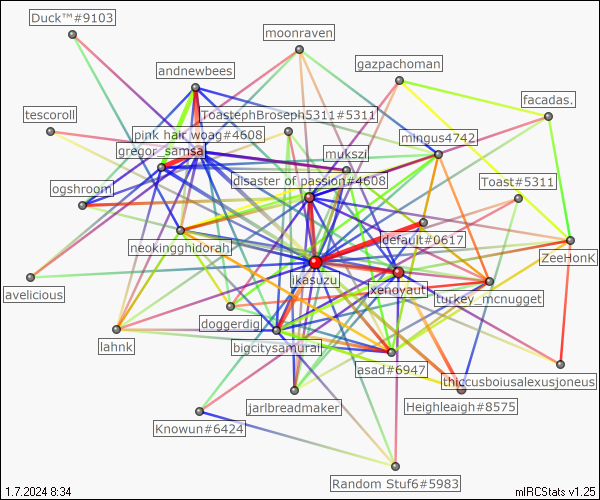 Duck™#9103
moonraven
gazpachoman
andnewbees
facadas.
tescoroll
ToastephBroseph5311#5311
pink hair woag#4608
mingus4742
gregor_samsa
mukszi
disaster of passion#4608
Toast#5311
ogshroom
default#0617
neokingghidorah
ZeeHonK
ikasuzu
xenoyaut
avelicious
turkey_mcnugget
doggerdig
lahnk
bigcitysamurai
asad#6947
thiccusboiusalexusjoneus
jarlbreadmaker
Heighleaigh#8575
Knowun#6424
Random Stuf6#5983
1.7.2024 8:34
mIRCStats v1.25